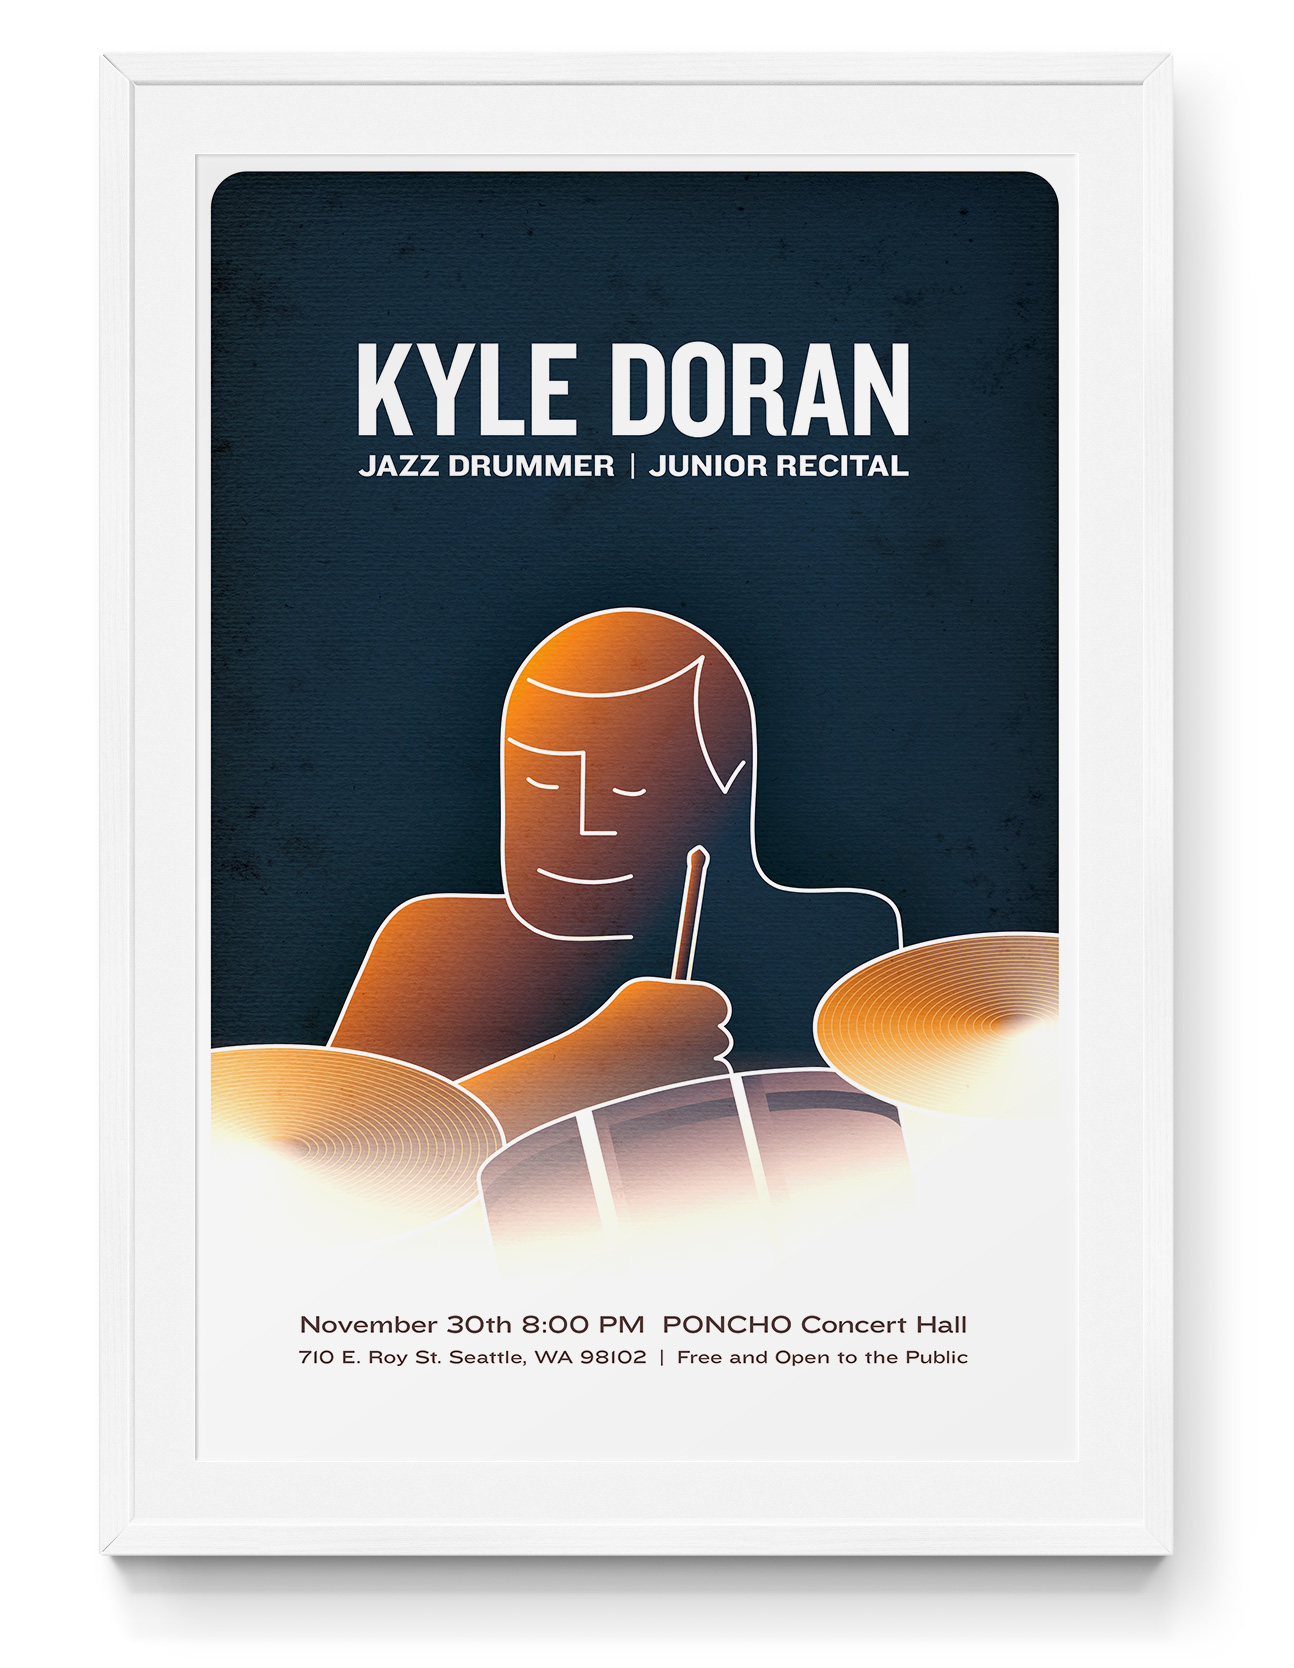 KYLE DORAN
JAZZ DRUMMER | JUNIOR RECITAL
November 30th 8:00 PM PONCHO Concert Hall
710 E. Roy St. Seattle, WA 98102 | Free and Open to the Public